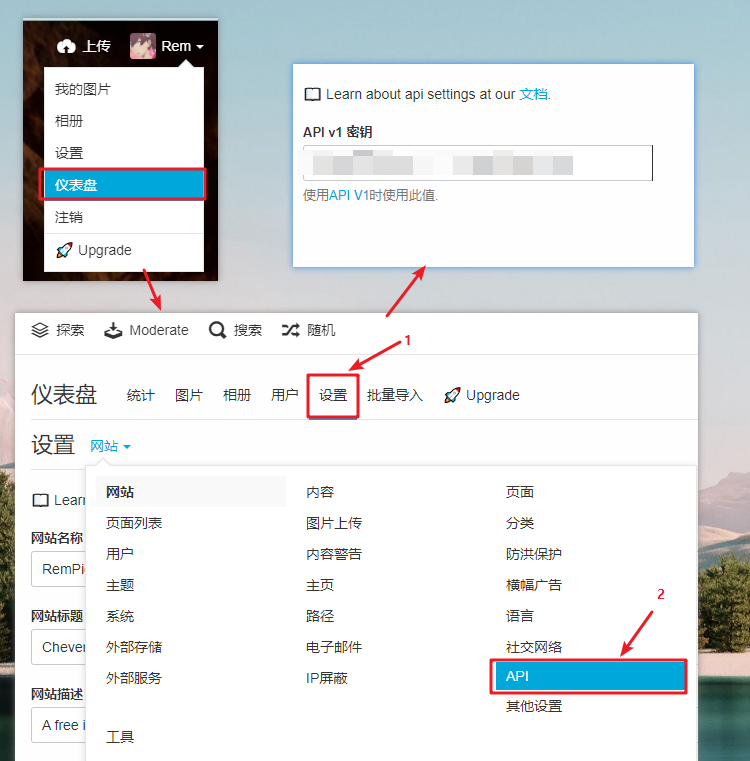 上传 Rem
我的图片
相册
设置
仪表盘
注销
Upgrade
Learn about api settings at our 文档.
API v1 密钥
使用API V1时使用此值.
探索 Moderate 搜索 随机
1
仪表盘 统计 图片 相册 用户 设置 批量导入 Upgrade
设置 网站
网站 内容 页面
Lear
页面列表 图片上传 分类
网站名称
用户 内容警告 防洪保护
RemPi
主题 主页 横幅广告
2
网站标题
系统 路径 语言
Chever
外部存储 电子邮件 社交网络
外部服务 IP屏蔽 API
网站描述
其他设置
A free i
工具